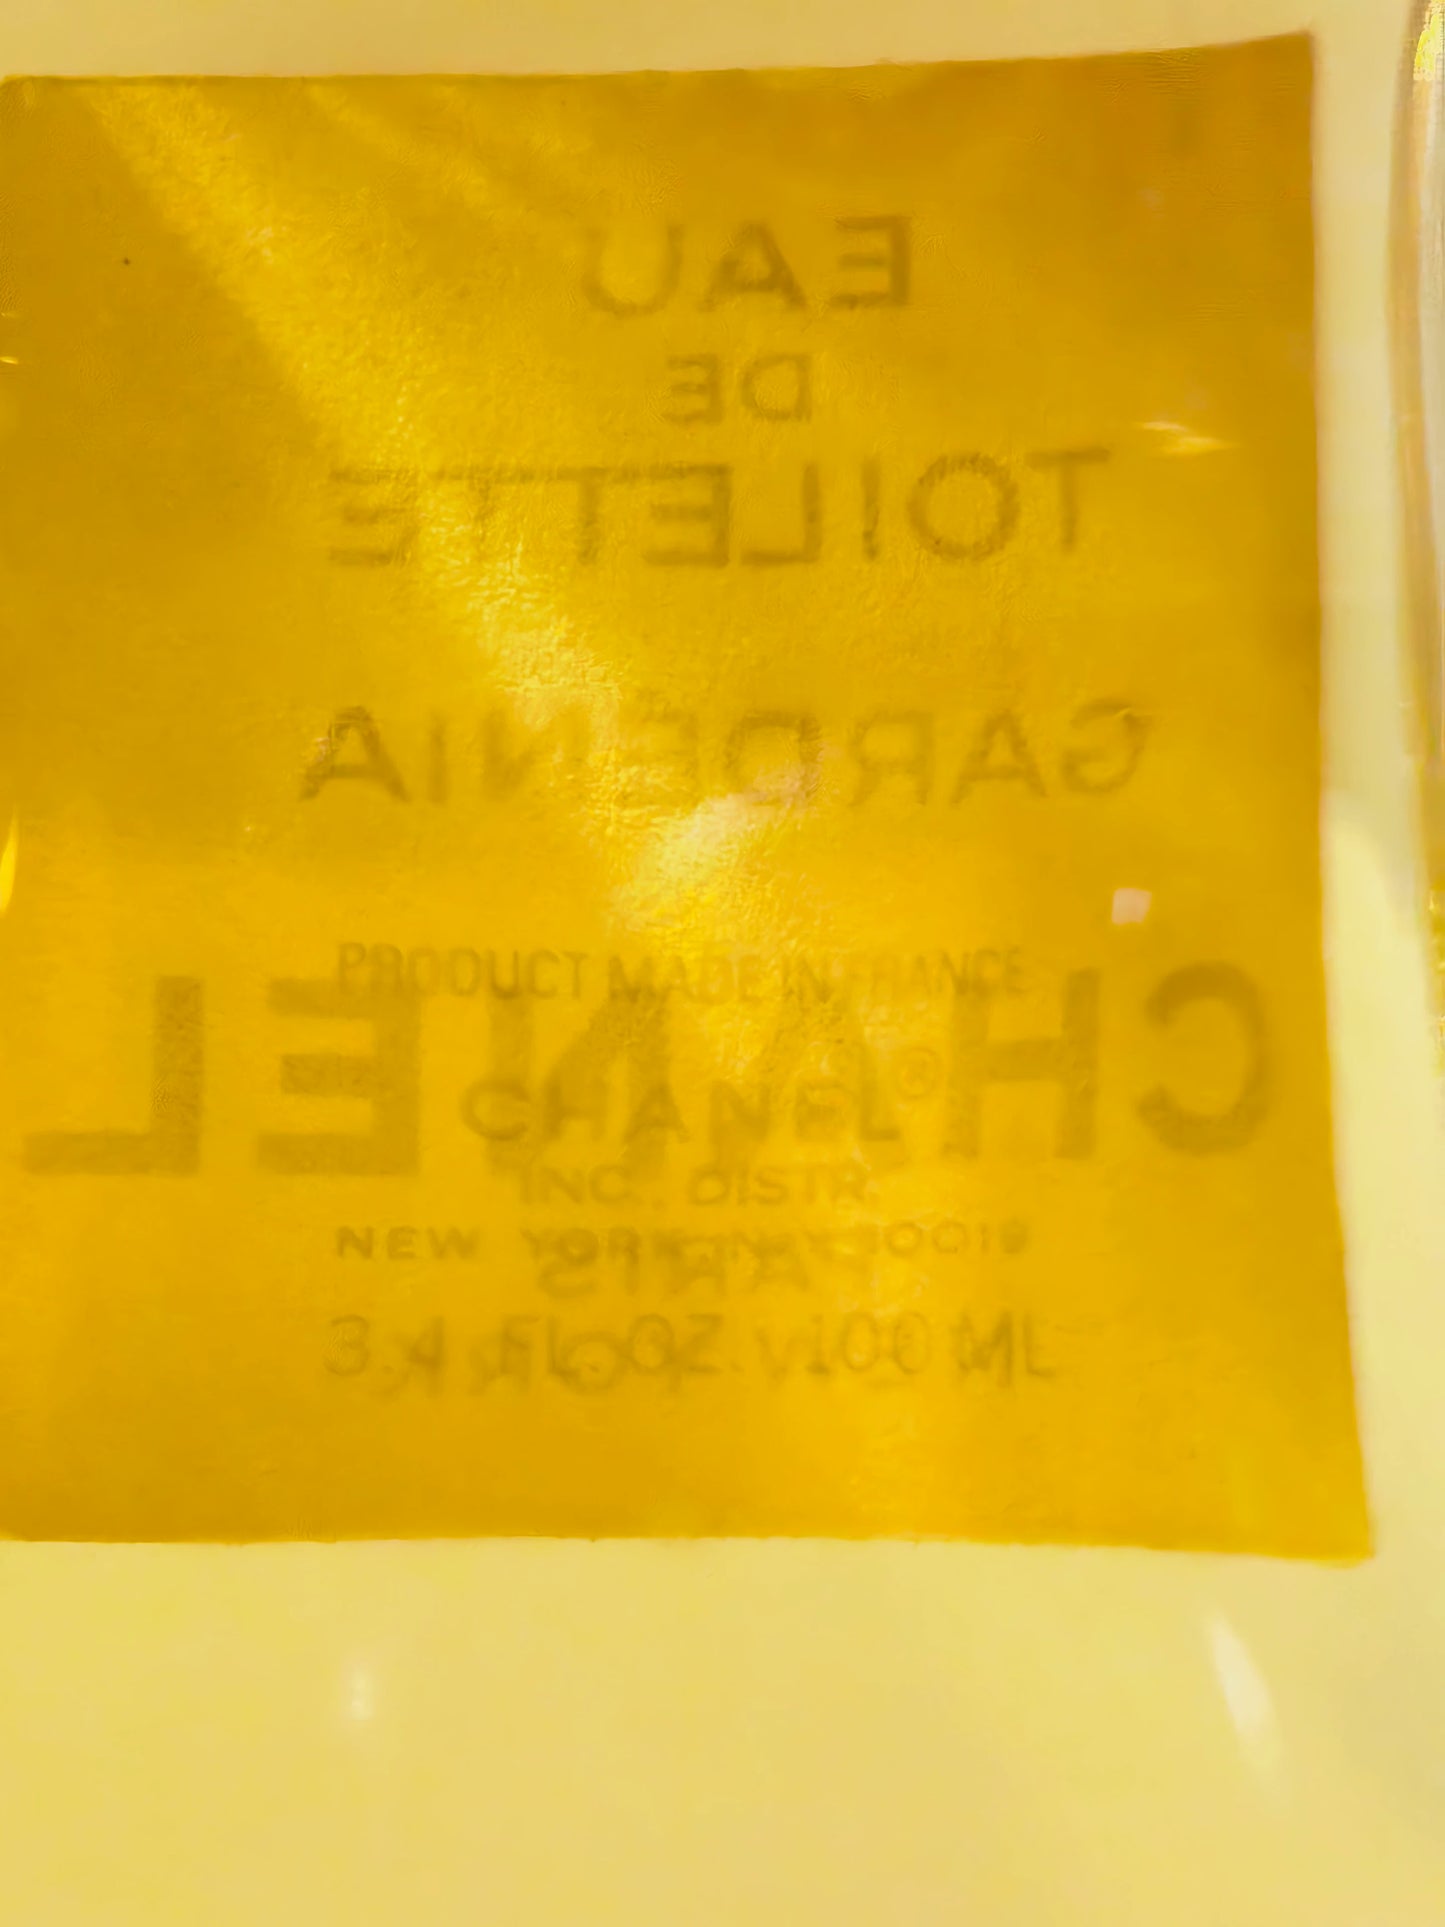 EAU
DE
TOILETTE
GARDENIA
CHANEL
PARIS
PRODUCT MADE IN FRANCE
CHANEL®
INC. DISTR.
NEW YORK, N.Y. 10019
3.4 FL. OZ. 100 ML